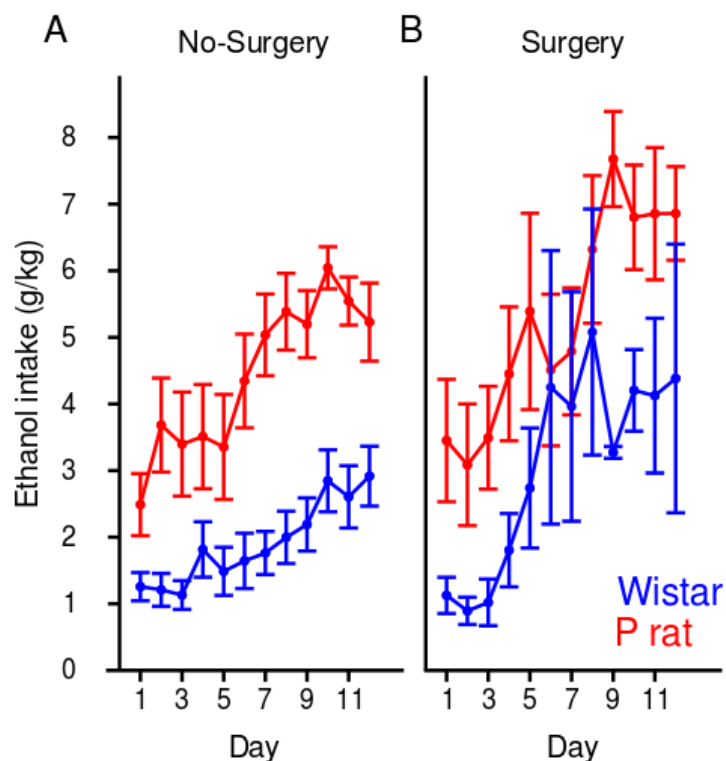 A
No-Surgery
B
Surgery
Ethanol intake (g/kg)
8
7
6
5
4
3
2
1
0
1 3 5 7 9 11
Day
1 3 5 7 9 11
Day
Wistar
P rat